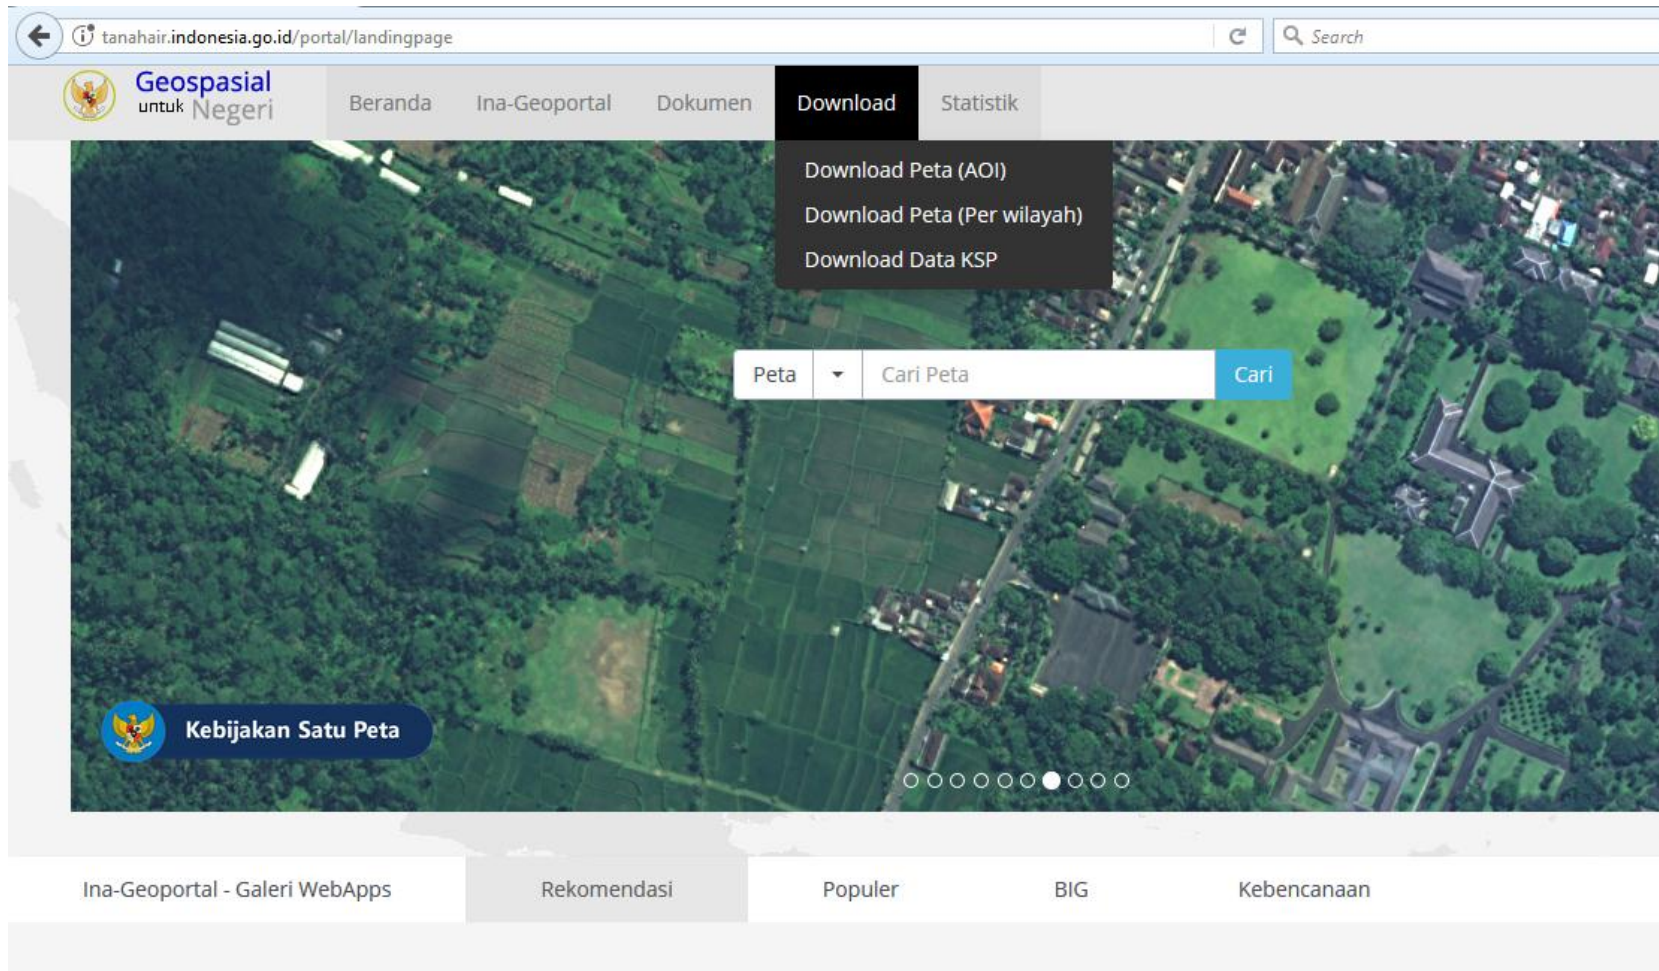 tanahair.indonesia.go.id/portal/landingpage
Search
Geospasial
untuk Negeri
Beranda
Ina-Geoportal
Dokumen
Download
Statistik
Download Peta (AOI)
Download Peta (Per wilayah)
Download Data KSP
Peta
Cari Peta
Cari
Kebijakan Satu Peta
Ina-Geoportal - Galeri WebApps
Rekomendasi
Populer
BIG
Kebencanaan